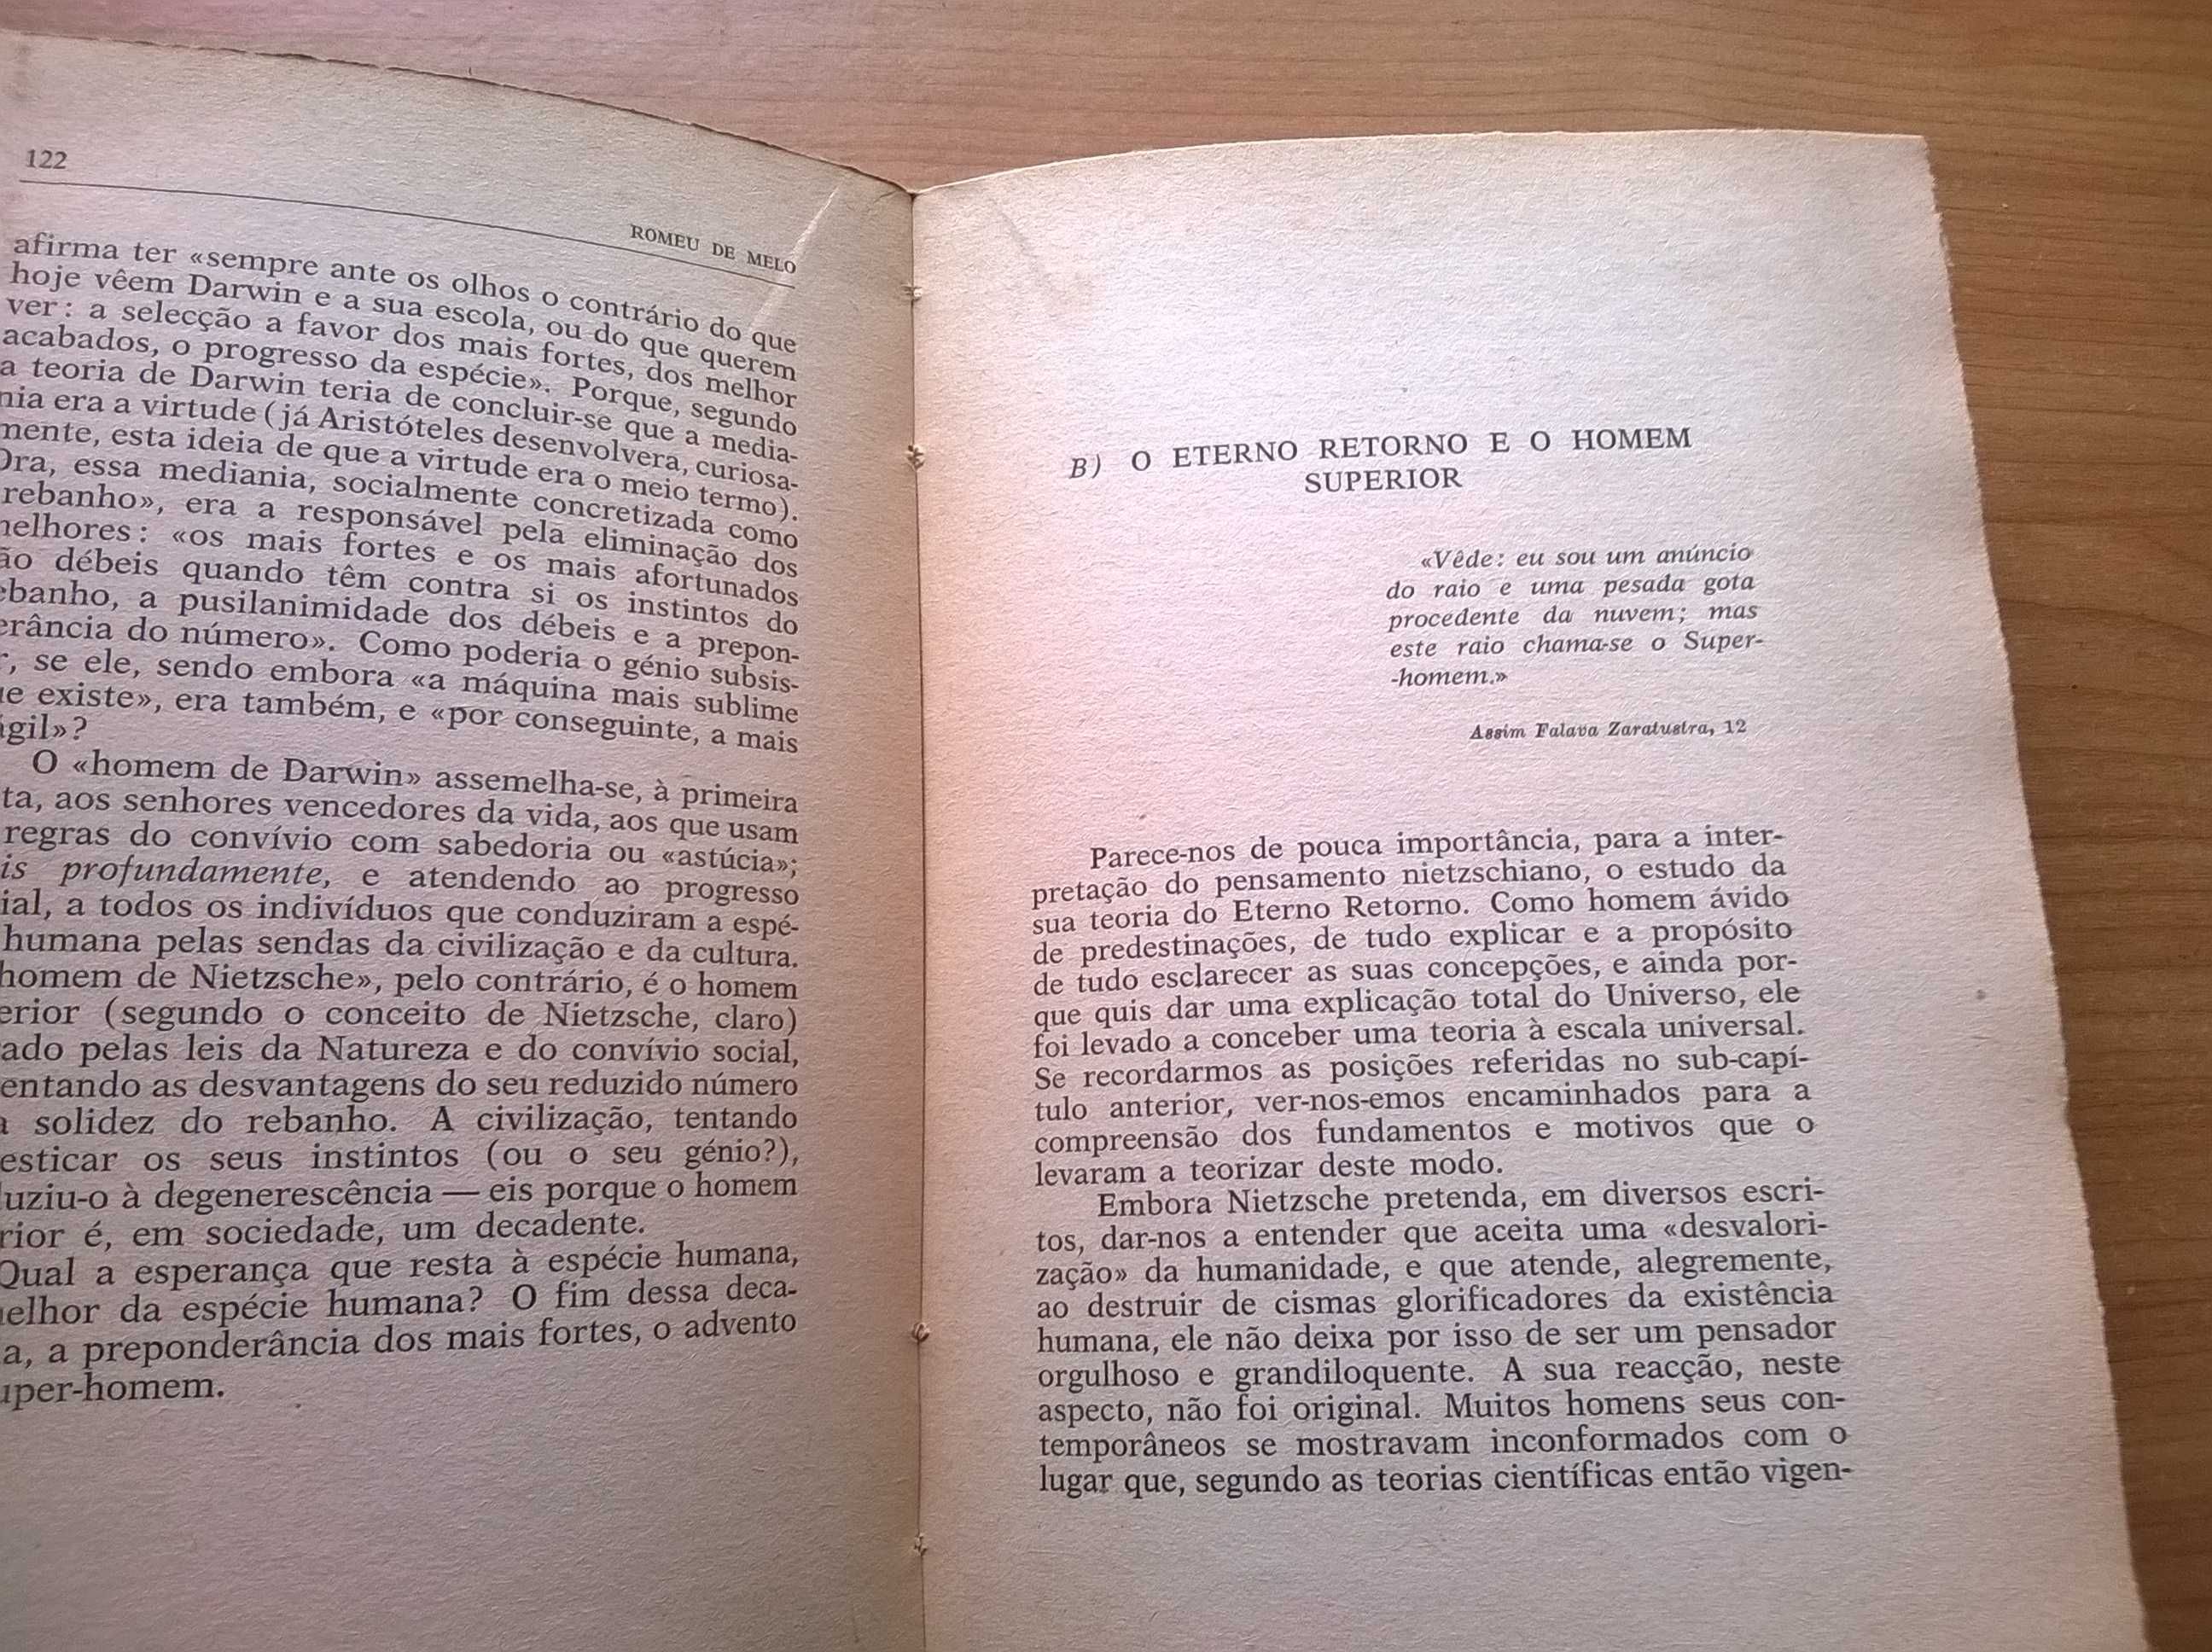 122
ROMEU DE MELO
afirma ter «sempre ante os olhos o contrário do que
hoje vêem Darwin e a sua escola, ou do que querem
ver: a selecção a favor dos mais fortes, dos melhor
acabados, o progresso da espécie». Porque, segundo
a teoria de Darwin teria de concluir-se que a media-
nia era a virtude (já Aristóteles desenvolvera, curiosa-
mente, esta ideia de que a virtude era o meio termo).
Ora, essa mediania, socialmente concretizada como
rebanho», era a responsável pela eliminação dos
melhores: «os mais fortes e os mais afortunados
ão débeis quando têm contra si os instintos do
ebanho, a pusilanimidade dos débeis e a prepon-
erância do número». Como poderia o génio subsis-
r, se ele, sendo embora «a máquina mais sublime
ue existe», era também, e «por conseguinte, a mais
ágil»?
O «homem de Darwin» assemelha-se, à primeira
ta, aos senhores vencedores da vida, aos que usam
regras do convívio com sabedoria ou «astúcia»;
is profundamente, e atendendo ao progresso
ial, a todos os indivíduos que conduziram a espé-
humana pelas sendas da civilização e da cultura.
homem de Nietzsche», pelo contrário, é o homem
erior (segundo o conceito de Nietzsche, claro)
ado pelas leis da Natureza e do convívio social,
entando as desvantagens do seu reduzido número
a solidez do rebanho. A civilização, tentando
esticar os seus instintos (ou o seu génio?),
luziu-o à degenerescência — eis porque o homem
rior é, em sociedade, um decadente.
Qual a esperança que resta à espécie humana,
elhor da espécie humana? O fim dessa deca-
a, a preponderância dos mais fortes, o advento
uper-homem.
B) O ETERNO RETORNO E O HOMEM
SUPERIOR
«Vêde: eu sou um anúncio
do raio e uma pesada gota
procedente da nuvem; mas
este raio chama-se o Super-
-homem.»
Assim Falava Zaratustra, 12
Parece-nos de pouca importância, para a inter-
pretação do pensamento nietzschiano, o estudo da
sua teoria do Eterno Retorno. Como homem ávido
de predestinações, de tudo explicar e a propósito
de tudo esclarecer as suas concepções, e ainda por-
que quis dar uma explicação total do Universo, ele
foi levado a conceber uma teoria à escala universal.
Se recordarmos as posições referidas no sub-capí-
tulo anterior, ver-nos-emos encaminhados para a
compreensão dos fundamentos e motivos que o
levaram a teorizar deste modo.
Embora Nietzsche pretenda, em diversos escri-
tos, dar-nos a entender que aceita uma «desvalori-
zação» da humanidade, e que atende, alegremente,
ao destruir de cismas glorificadores da existência
humana, ele não deixa por isso de ser um pensador
orgulhoso e grandiloquente. A sua reacção, neste
aspecto, não foi original. Muitos homens seus con-
temporâneos se mostravam inconformados com o
lugar que, segundo as teorias científicas então vigen-